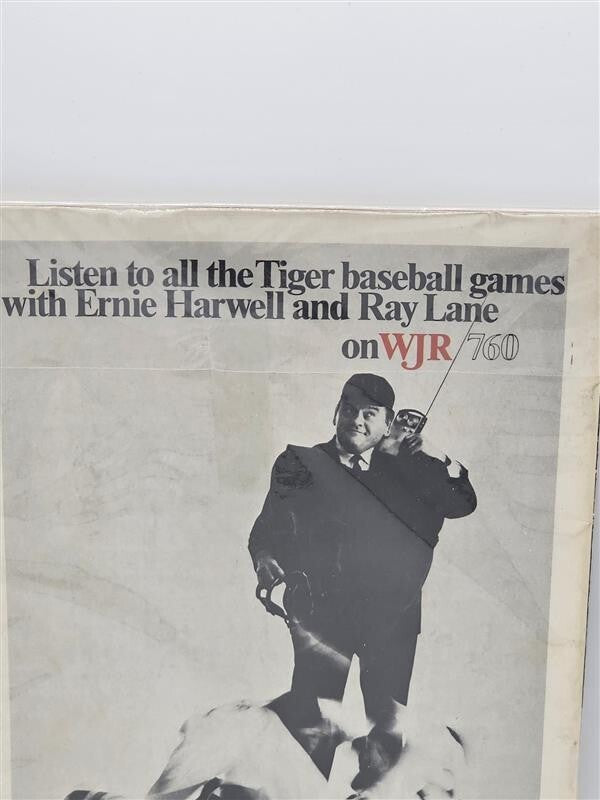 Listen to all the Tiger baseball games
with Ernie Harwell and Ray Lane
on WJR/760